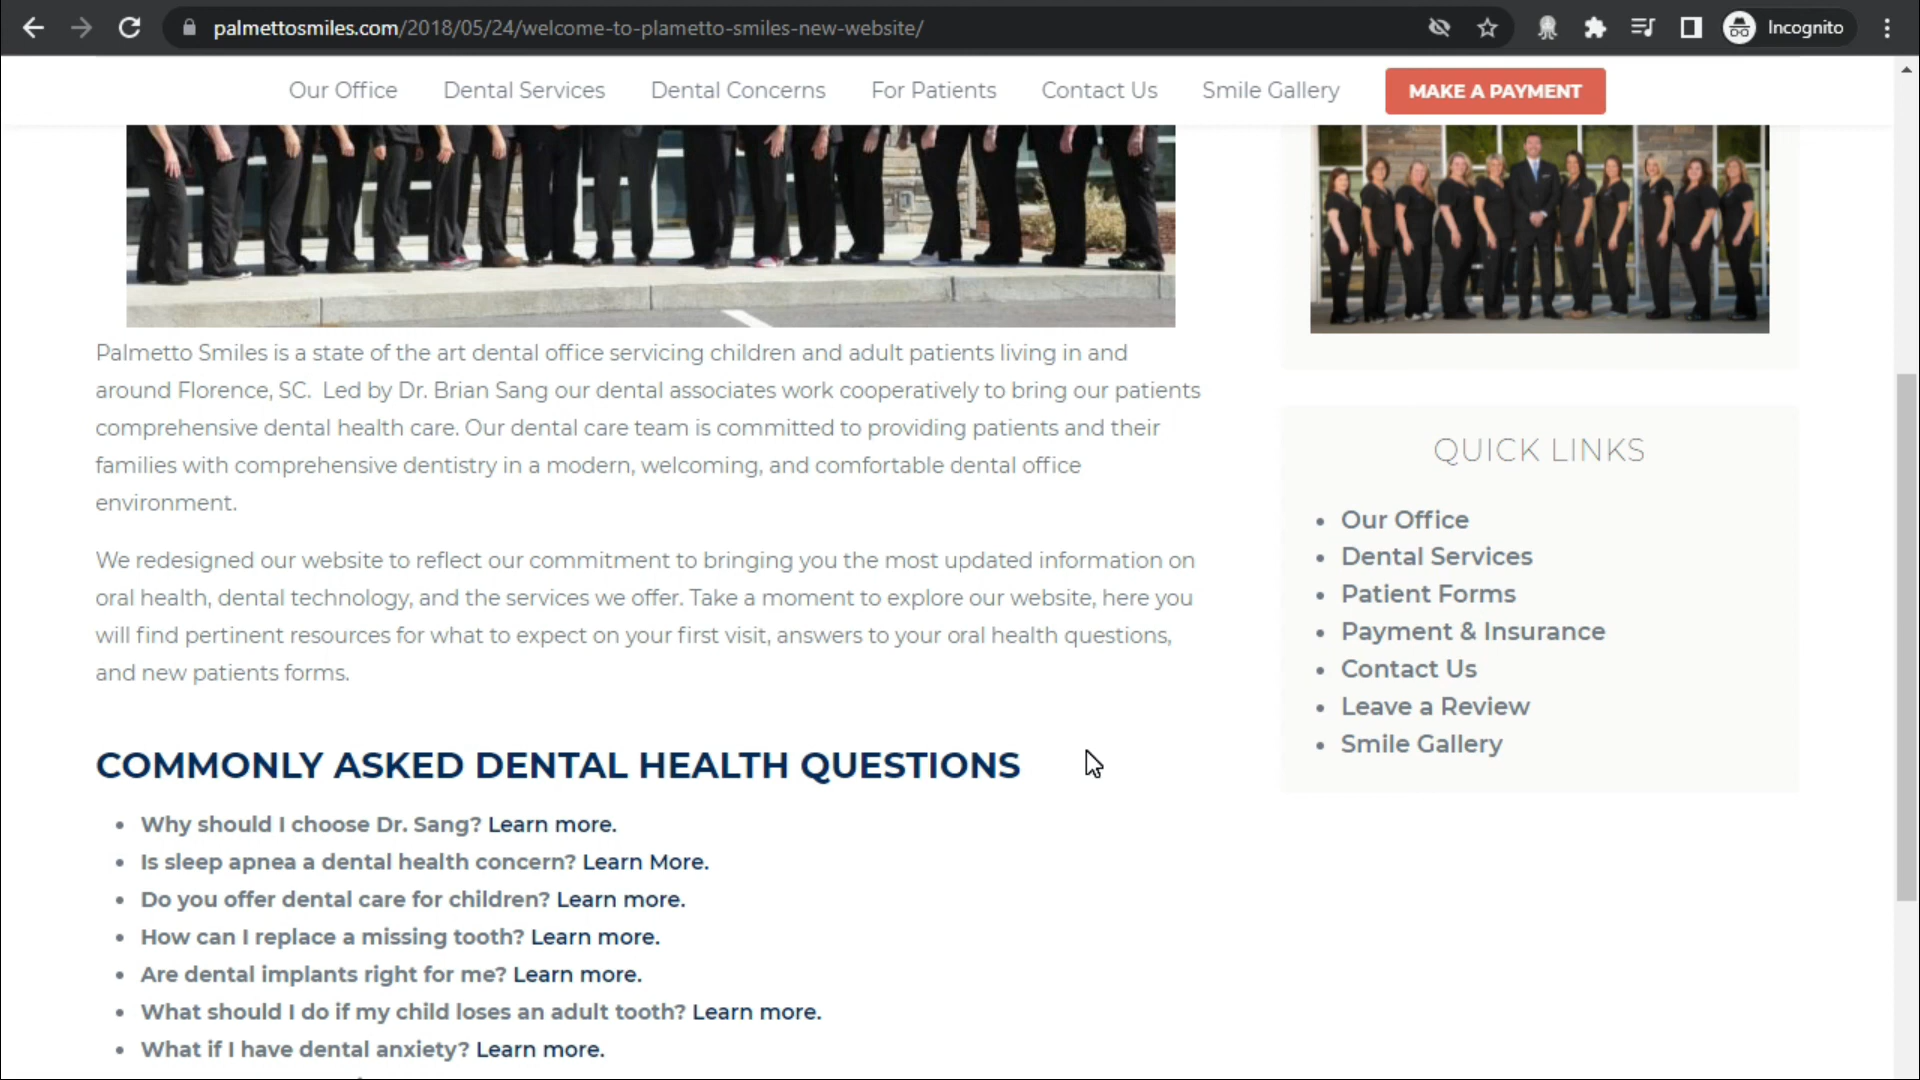 palmettosmiles.com/2018/05/24/welcome-to-plametto-smiles-new-website/
Incognito
Our Office
Dental Services
Dental Concerns
For Patients
Contact Us
Smile Gallery
MAKE A PAYMENT
Palmetto Smiles is a state of the art dental office servicing children and adult patients living in and
around Florence, SC.  Led by Dr. Brian Sang our dental associates work cooperatively to bring our patients
comprehensive dental health care. Our dental care team is committed to providing patients and their
families with comprehensive dentistry in a modern, welcoming, and comfortable dental office
environment.
We redesigned our website to reflect our commitment to bringing you the most updated information on
oral health, dental technology, and the services we offer. Take a moment to explore our website, here you
will find pertinent resources for what to expect on your first visit, answers to your oral health questions,
and new patients forms.
COMMONLY ASKED DENTAL HEALTH QUESTIONS
• Why should I choose Dr. Sang? Learn more.
• Is sleep apnea a dental health concern? Learn More.
• Do you offer dental care for children? Learn more.
• How can I replace a missing tooth? Learn more.
• Are dental implants right for me? Learn more.
• What should I do if my child loses an adult tooth? Learn more.
• What if I have dental anxiety? Learn more.
QUICK LINKS
• Our Office
• Dental Services
• Patient Forms
• Payment & Insurance
• Contact Us
• Leave a Review
• Smile Gallery